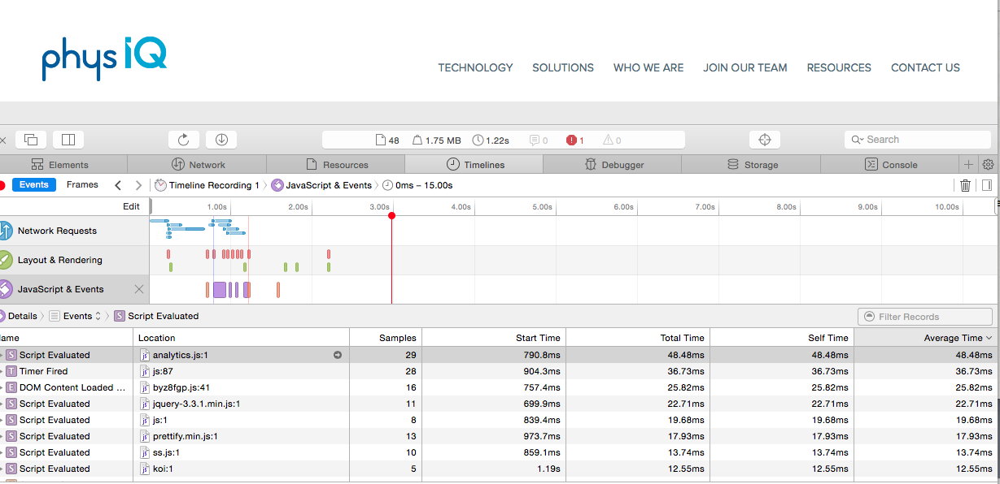 phys iQ
TECHNOLOGY SOLUTIONS WHO WE ARE JOIN OUR TEAM RESOURCES CONTACT US
48 1.75 MB 1.22s 0 1 0 Search
Elements Network Resources Timelines Debugger Storage Console
Events Frames Timeline Recording 1 JavaScript & Events 0ms – 15.00s
Edit 1.00s 2.00s 3.00s 4.00s 5.00s 6.00s 7.00s 8.00s 9.00s 10.00s
Network Requests
Layout & Rendering
JavaScript & Events
Details Events S Script Evaluated Filter Records
ame Location Samples Start Time Total Time Self Time Average Time
S Script Evaluated js analytics.js:1 29 790.8ms 48.48ms 48.48ms 48.48ms
T Timer Fired js js:87 28 904.3ms 36.73ms 36.73ms 36.73ms
E DOM Content Loaded ... js byz8fgp.js:41 16 757.4ms 25.82ms 25.82ms 25.82ms
S Script Evaluated js jquery-3.3.1.min.js:1 11 699.9ms 22.71ms 22.71ms 22.71ms
S Script Evaluated js js:1 8 839.4ms 19.68ms 19.68ms 19.68ms
S Script Evaluated js prettify.min.js:1 13 973.7ms 17.93ms 17.93ms 17.93ms
S Script Evaluated js ss.js:1 10 859.1ms 13.74ms 13.74ms 13.74ms
S Script Evaluated js koi:1 5 1.19s 12.55ms 12.55ms 12.55ms